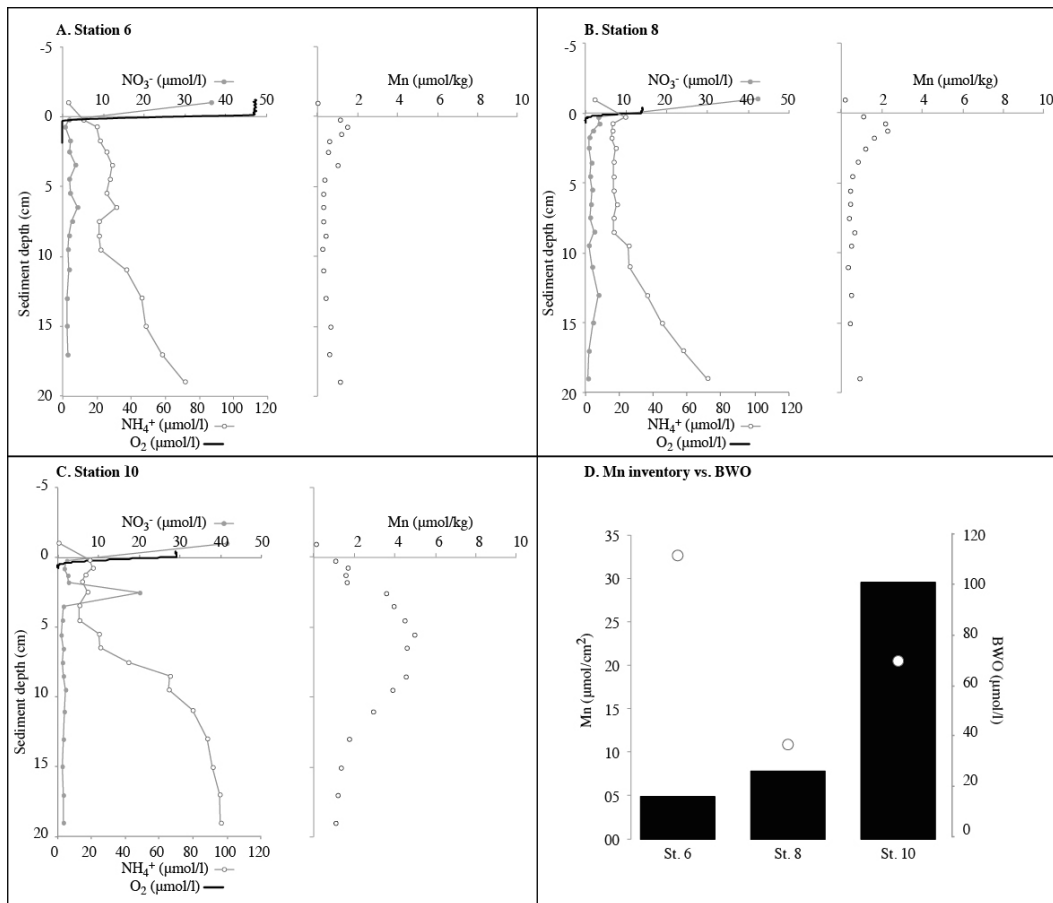 A. Station 6
NO3- (µmol/l)
Mn (µmol/kg)
-5
0 10 20 30 40 50
0 2 4 6 8 10
0
5
10
15
20
Sediment depth (cm)
0 20 40 60 80 100 120
NH4+ (µmol/l)
O2 (µmol/l)
B. Station 8
NO3- (µmol/l)
Mn (µmol/kg)
-5
0 10 20 30 40 50
0 2 4 6 8 10
0
5
10
15
20
Sediment depth (cm)
0 20 40 60 80 100 120
NH4+ (µmol/l)
O2 (µmol/l)
C. Station 10
NO3- (µmol/l)
Mn (µmol/kg)
-5
0 10 20 30 40 50
0 2 4 6 8 10
0
5
10
15
20
Sediment depth (cm)
0 20 40 60 80 100 120
NH4+ (µmol/l)
O2 (µmol/l)
D. Mn inventory vs. BWO
35
30
25
20
15
10
05
00
Mn (µmol/cm2)
120
100
80
60
40
20
0
BWO (µmol/l)
St. 6 St. 8 St. 10